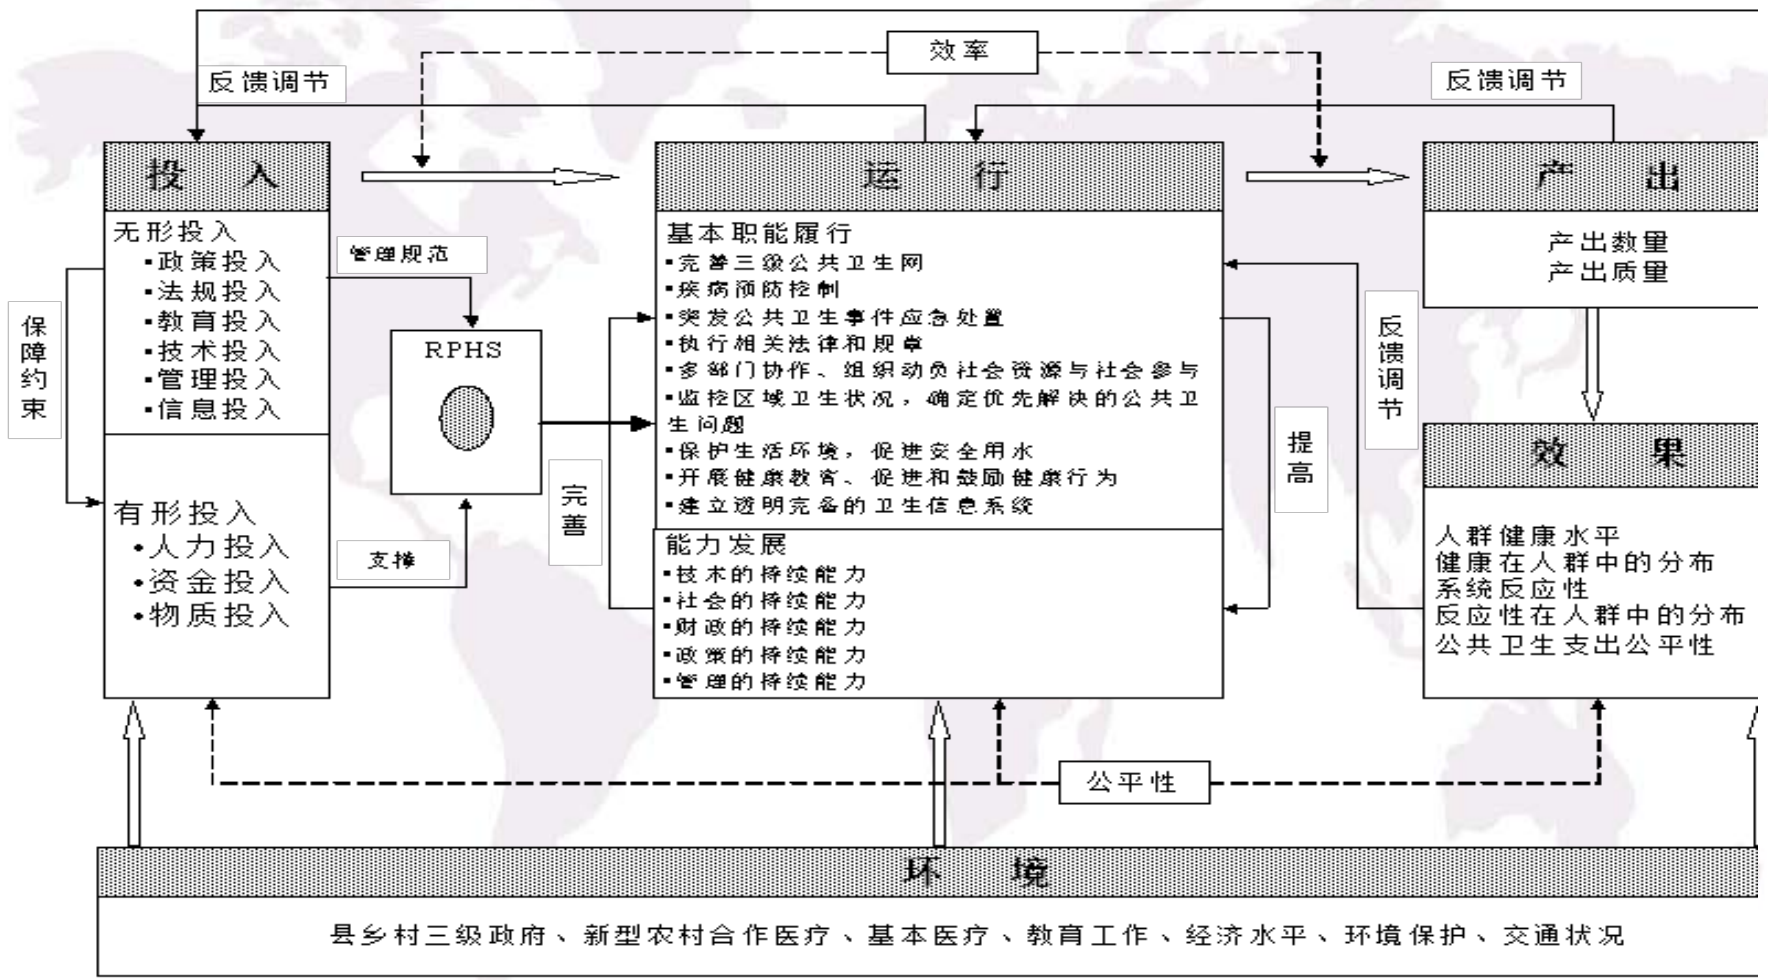 效率
反馈调节
反馈调节
投 入
运 行
产 出
无形投入
▪政策投入
▪法规投入
▪教育投入
▪技术投入
▪管理投入
▪信息投入
保障约束
有形投入
•人力投入
•资金投入
•物质投入
管理规范
RPHS
支撑
完善
基本职能履行
▪完善三级公共卫生网
▪疾病预防控制
▪突发公共卫生事件应急处置
▪执行相关法律和规章
▪多部门协作、组织动员社会资源与社会参与
▪监控区域卫生状况，确定优先解决的公共卫
生问题
▪保护生活环境，促进安全用水
▪开展健康教育、促进和鼓励健康行为
▪建立透明完备的卫生信息系统
能力发展
▪技术的持续能力
▪社会的持续能力
▪财政的持续能力
▪政策的持续能力
▪管理的持续能力
提高
反馈调节
产出数量
产出质量
效 果
人群健康水平
健康在人群中的分布
系统反应性
反应性在人群中的分布
公共卫生支出公平性
公平性
环 境
县乡村三级政府、新型农村合作医疗、基本医疗、教育工作、经济水平、环境保护、交通状况